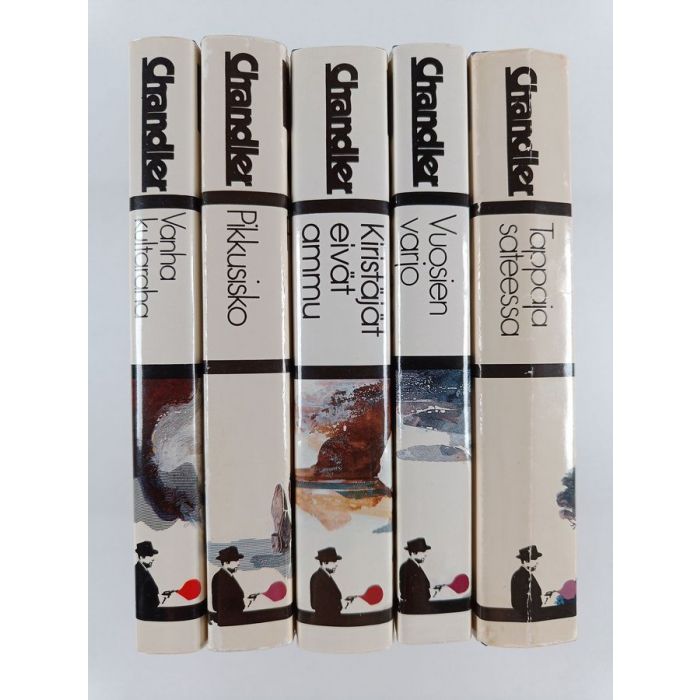 Chandler
Vanha
kultaraha
Chandler
Pikkusisko
Chandler
Kiristäjät
eivät
ammu
Chandler
Vuosien
varjo
Chandler
Tappaja
sateessa